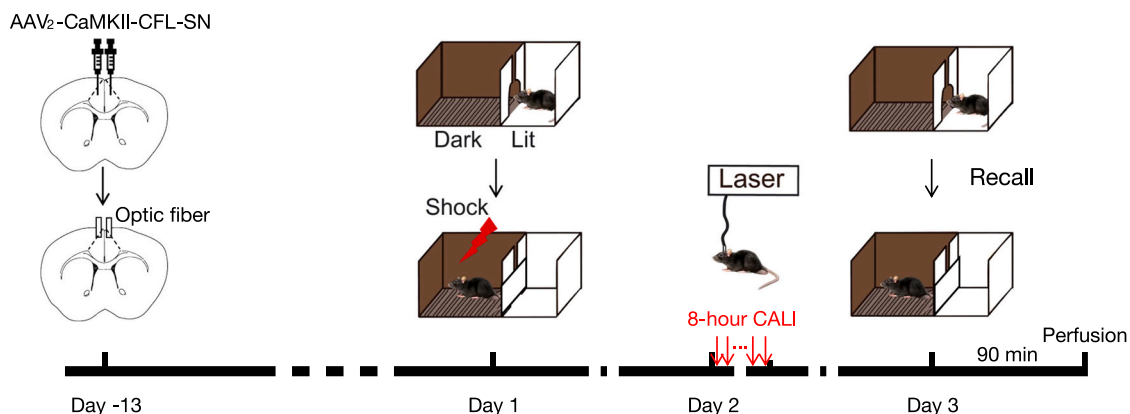 AAV₂-CaMKII-CFL-SN
Optic fiber
Dark Lit
Shock
Laser
8-hour CALI
Recall
Perfusion
90 min
Day -13
Day 1
Day 2
Day 3